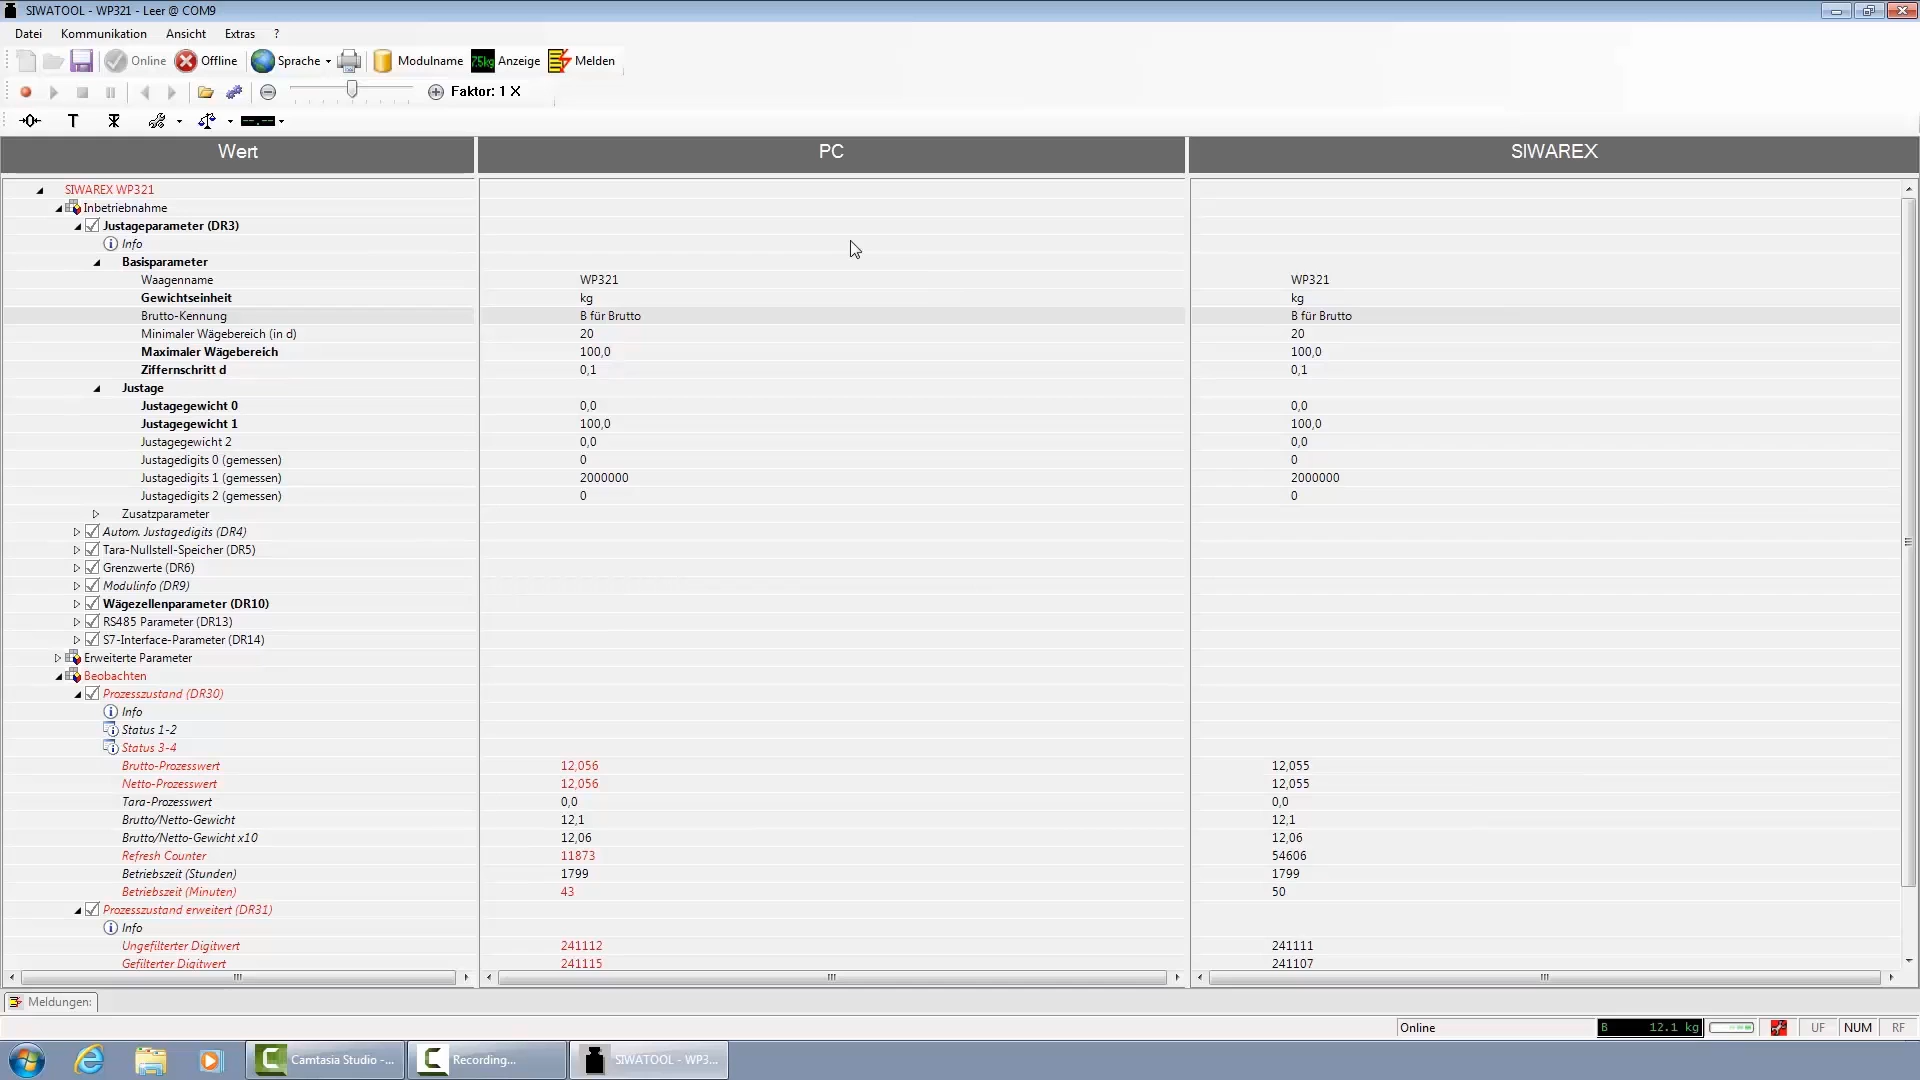 SIWATOOL - WP321 - Leer @ COM9
Datei Kommunikation Ansicht Extras ?
Online Offline Sprache Modulname 7.5kg Anzeige Melden
Faktor: 1 X
T
Wert PC SIWAREX
SIWAREX WP321
Inbetriebnahme
Justageparameter (DR3)
Info
Basisparameter
Waagenname WP321 WP321
Gewichtseinheit kg kg
Brutto-Kennung B für Brutto B für Brutto
Minimaler Wägebereich (in d) 20 20
Maximaler Wägebereich 100,0 100,0
Ziffernschritt d 0,1 0,1
Justage
Justagegewicht 0 0,0 0,0
Justagegewicht 1 100,0 100,0
Justagegewicht 2 0,0 0,0
Justagedigits 0 (gemessen) 0 0
Justagedigits 1 (gemessen) 2000000 2000000
Justagedigits 2 (gemessen) 0 0
Zusatzparameter
Autom. Justagedigits (DR4)
Tara-Nullstell-Speicher (DR5)
Grenzwerte (DR6)
Modulinfo (DR9)
Wägezellenparameter (DR10)
RS485 Parameter (DR13)
S7-Interface-Parameter (DR14)
Erweiterte Parameter
Beobachten
Prozesszustand (DR30)
Info
Status 1-2
Status 3-4
Brutto-Prozesswert 12,056 12,055
Netto-Prozesswert 12,056 12,055
Tara-Prozesswert 0,0 0,0
Brutto/Netto-Gewicht 12,1 12,1
Brutto/Netto-Gewicht x10 12,06 12,06
Refresh Counter 11873 54606
Betriebszeit (Stunden) 1799 1799
Betriebszeit (Minuten) 43 50
Prozesszustand erweitert (DR31)
Info
Ungefilterter Digitwert 241112 241111
Gefilterter Digitwert 241115 241107
Meldungen:
Online B 12.1 kg UF NUM RF
Camtasia Studio -... Recording... SIWATOOL - WP3...